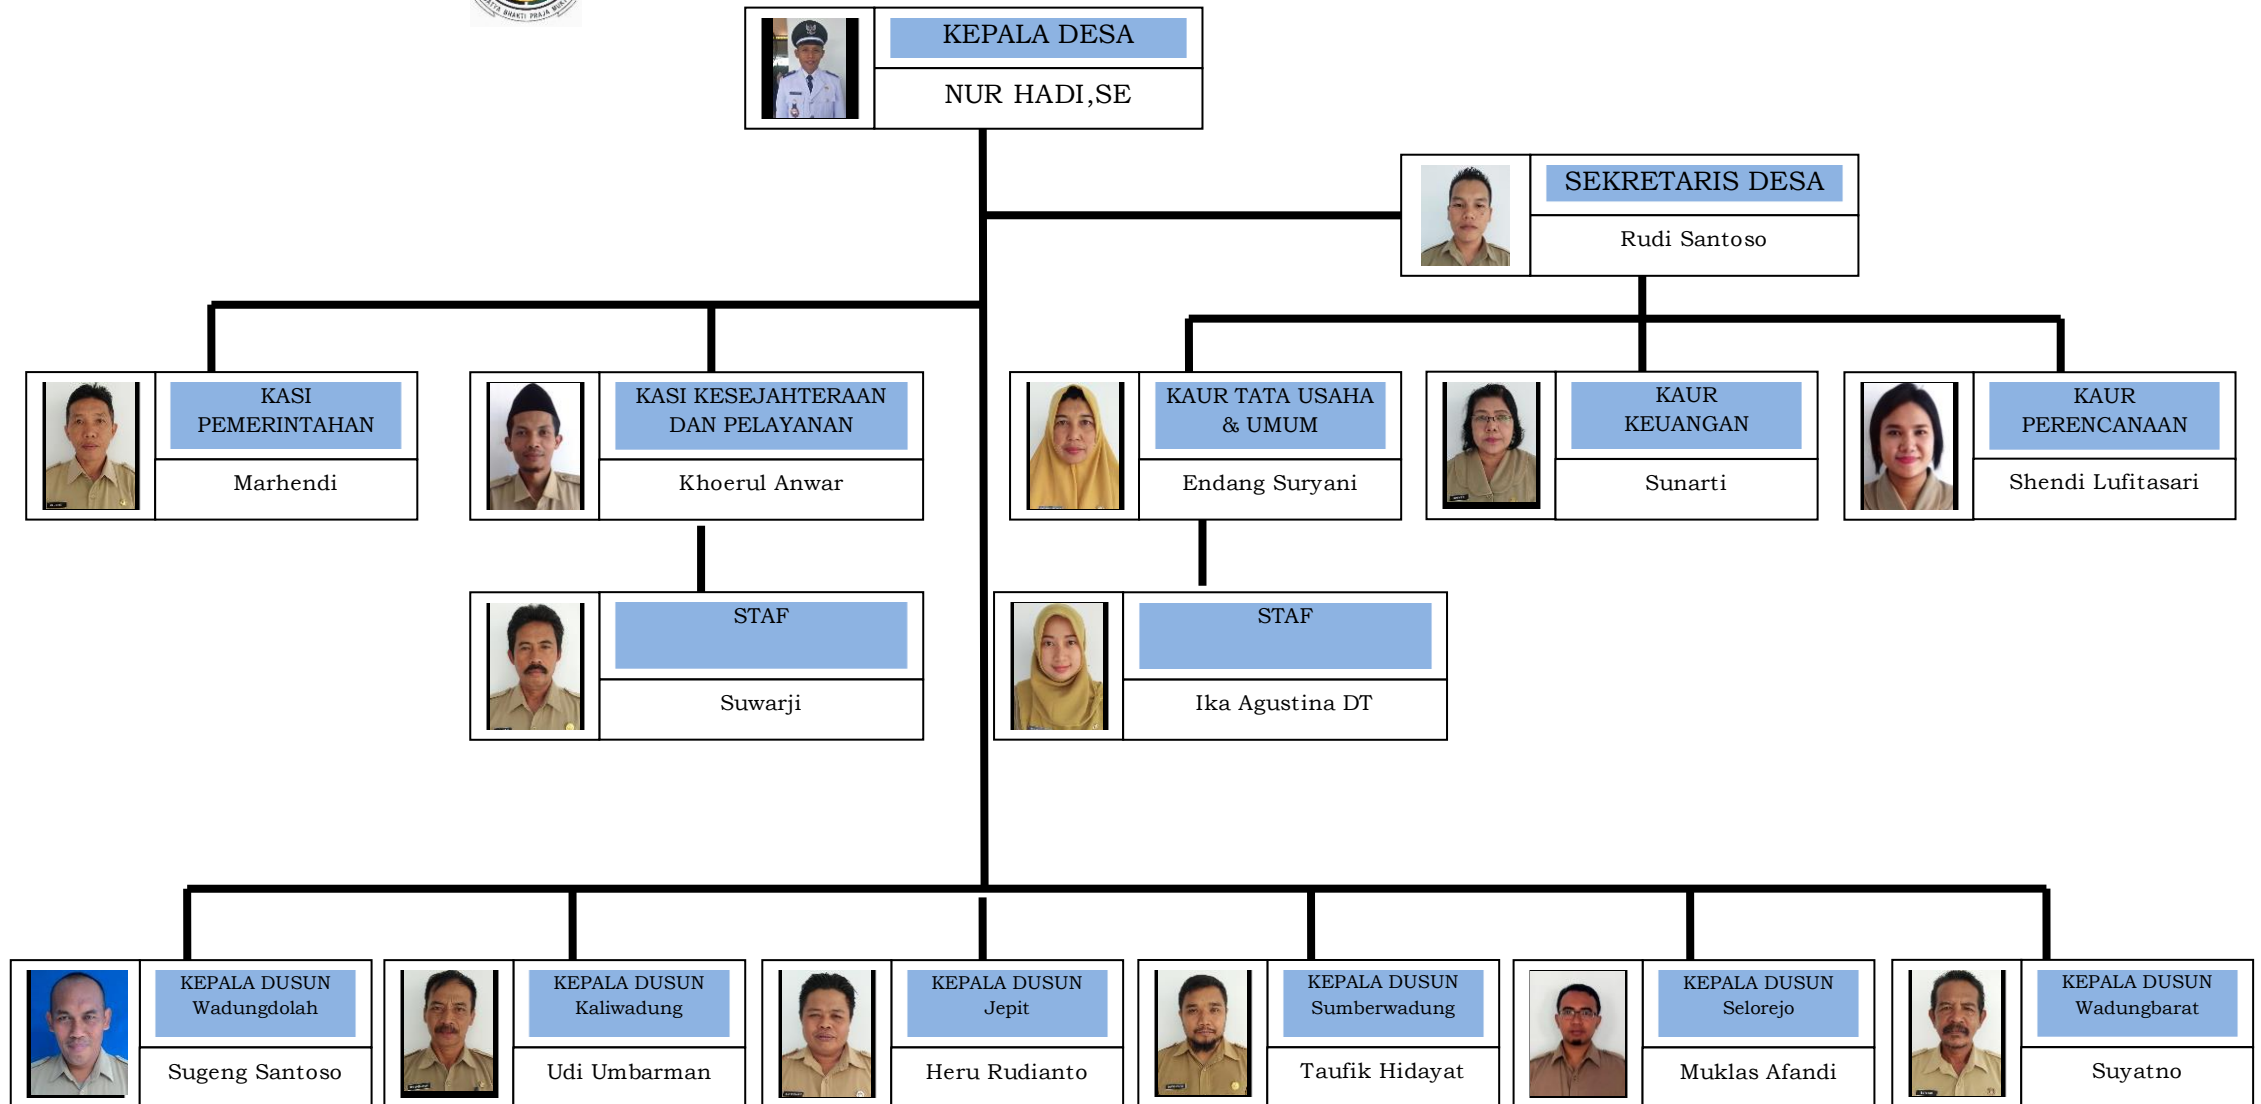 BHAKTI PRAJA
KEPALA DESA
NUR HADI,SE
SEKRETARIS DESA
Rudi Santoso
KASI
PEMERINTAHAN
Marhendi
KASI KESEJAHTERAAN
DAN PELAYANAN
Khoerul Anwar
KAUR TATA USAHA
& UMUM
Endang Suryani
KAUR
KEUANGAN
Sunarti
KAUR
PERENCANAAN
Shendi Lufitasari
STAF
Suwarji
STAF
Ika Agustina DT
KEPALA DUSUN
Wadungdolah
Sugeng Santoso
KEPALA DUSUN
Kaliwadung
Udi Umbarman
KEPALA DUSUN
Jepit
Heru Rudianto
KEPALA DUSUN
Sumberwadung
Taufik Hidayat
KEPALA DUSUN
Selorejo
Muklas Afandi
KEPALA DUSUN
Wadungbarat
Suyatno